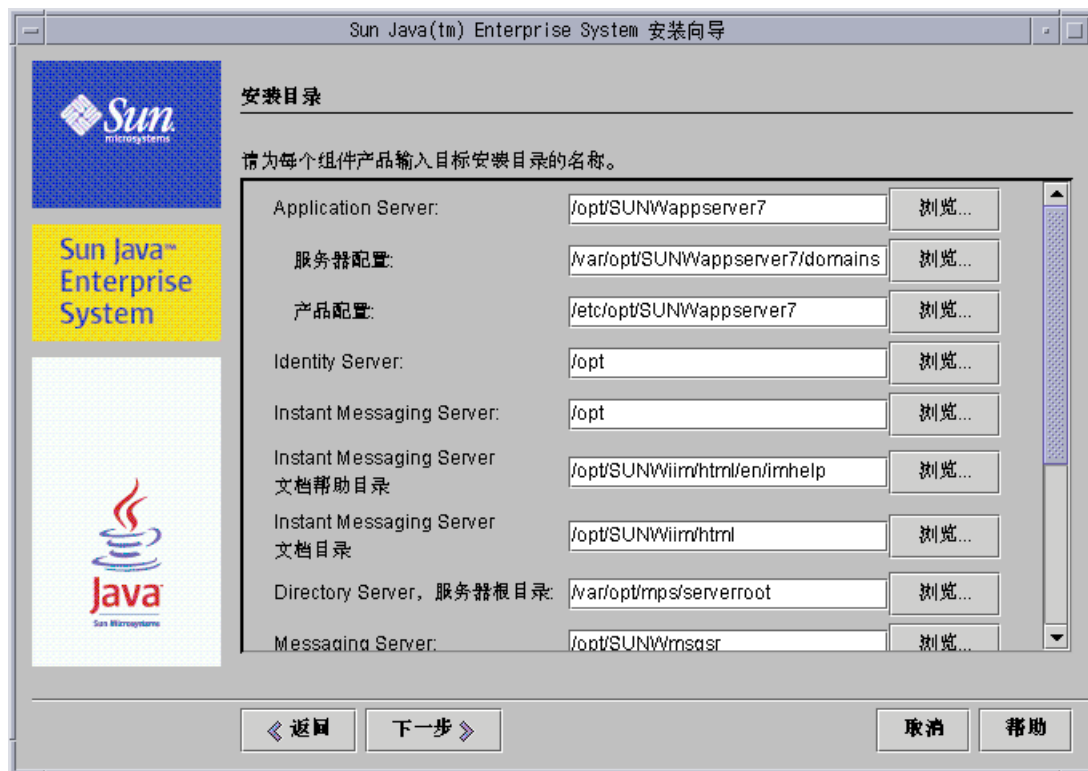 Sun Java(tm) Enterprise System 安装向导
Sun
microsystems
Sun Java™
Enterprise
System
Java
Sun Microsystems
安装目录
请为每个组件产品输入目标安装目录的名称。
Application Server: /opt/SUNWappserver7 浏览...
服务器配置: /var/opt/SUNWappserver7/domains 浏览...
产品配置: /etc/opt/SUNWappserver7 浏览...
Identity Server: /opt 浏览...
Instant Messaging Server: /opt 浏览...
Instant Messaging Server
文档帮助目录 /opt/SUNWiim/html/en/imhelp 浏览...
Instant Messaging Server
文档目录 /opt/SUNWiim/html 浏览...
Directory Server, 服务器根目录: /var/opt/mps/serverroot 浏览...
Messaging Server: /opt/SUNWmsgsr 浏览...
返回 下一步 取消 帮助